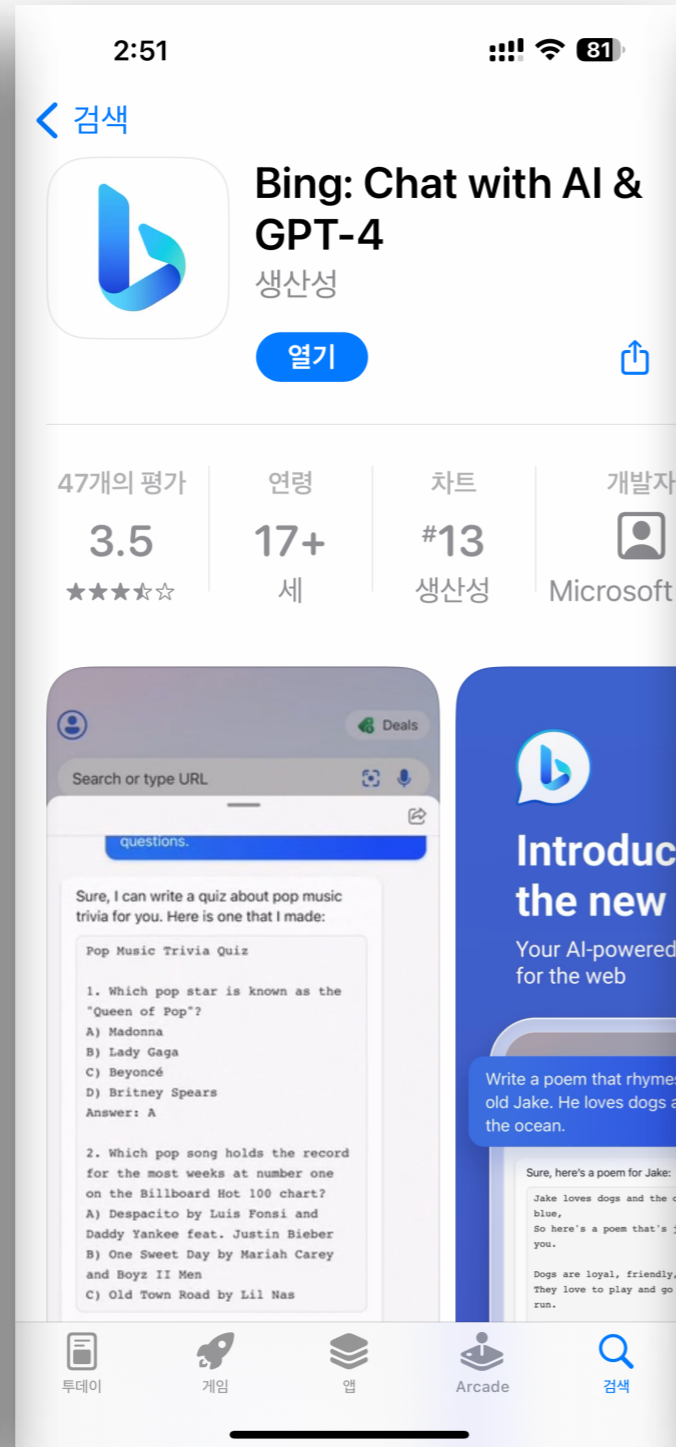 2:51
81
검색
Bing: Chat with AI &
GPT-4
생산성
열기
47개의 평가
3.5
연령
17+
세
차트
#13
생산성
개발자
Microsoft
Deals
Search or type URL
questions.
Sure, I can write a quiz about pop music
trivia for you. Here is one that I made:
Pop Music Trivia Quiz
1. Which pop star is known as the
"Queen of Pop"?
A) Madonna
B) Lady Gaga
C) Beyoncé
D) Britney Spears
Answer: A
2. Which pop song holds the record
for the most weeks at number one
on the Billboard Hot 100 chart?
A) Despacito by Luis Fonsi and
Daddy Yankee feat. Justin Bieber
B) One Sweet Day by Mariah Carey
and Boyz II Men
C) Old Town Road by Lil Nas
Introduc
the new
Your AI-powered
for the web
Write a poem that rhymes
old Jake. He loves dogs
the ocean.
Sure, here's a poem for Jake:
Jake loves dogs and the
blue,
So here's a poem that's
you.
Dogs are loyal, friendly,
They love to play and go
run.
투데이
게임
앱
Arcade
검색